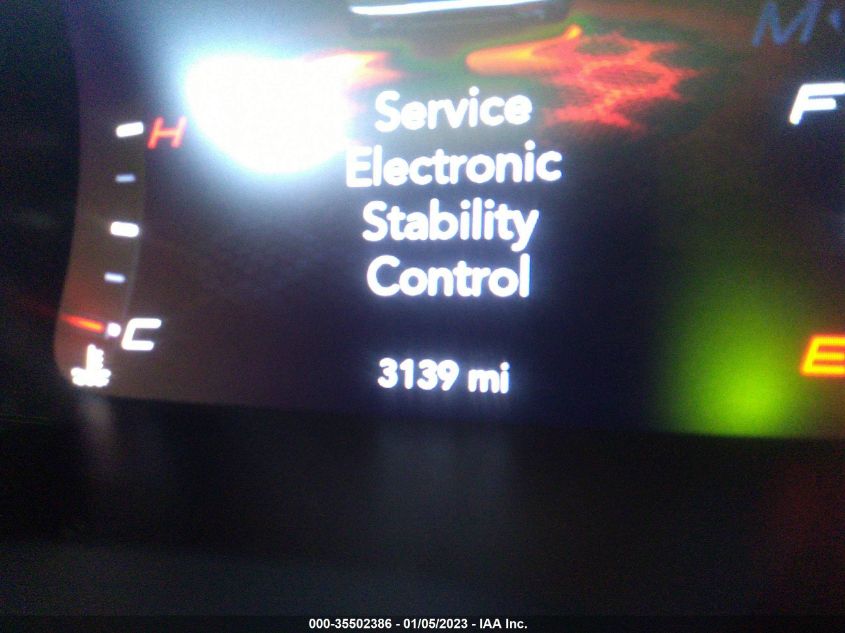 H
Service
F
Electronic
Stability
Control
C
E
3139 mi
000-35502386 - 01/05/2023 - IAA Inc.